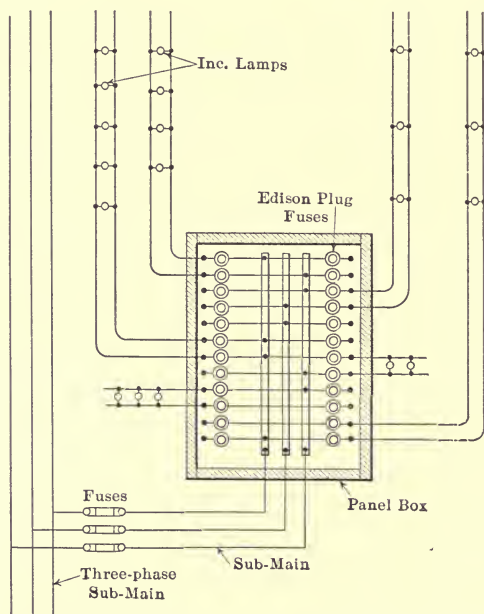 Inc. Lamps
Edison Plug
Fuses
Fuses
Panel Box
Sub-Main
Three-phase
Sub-Main